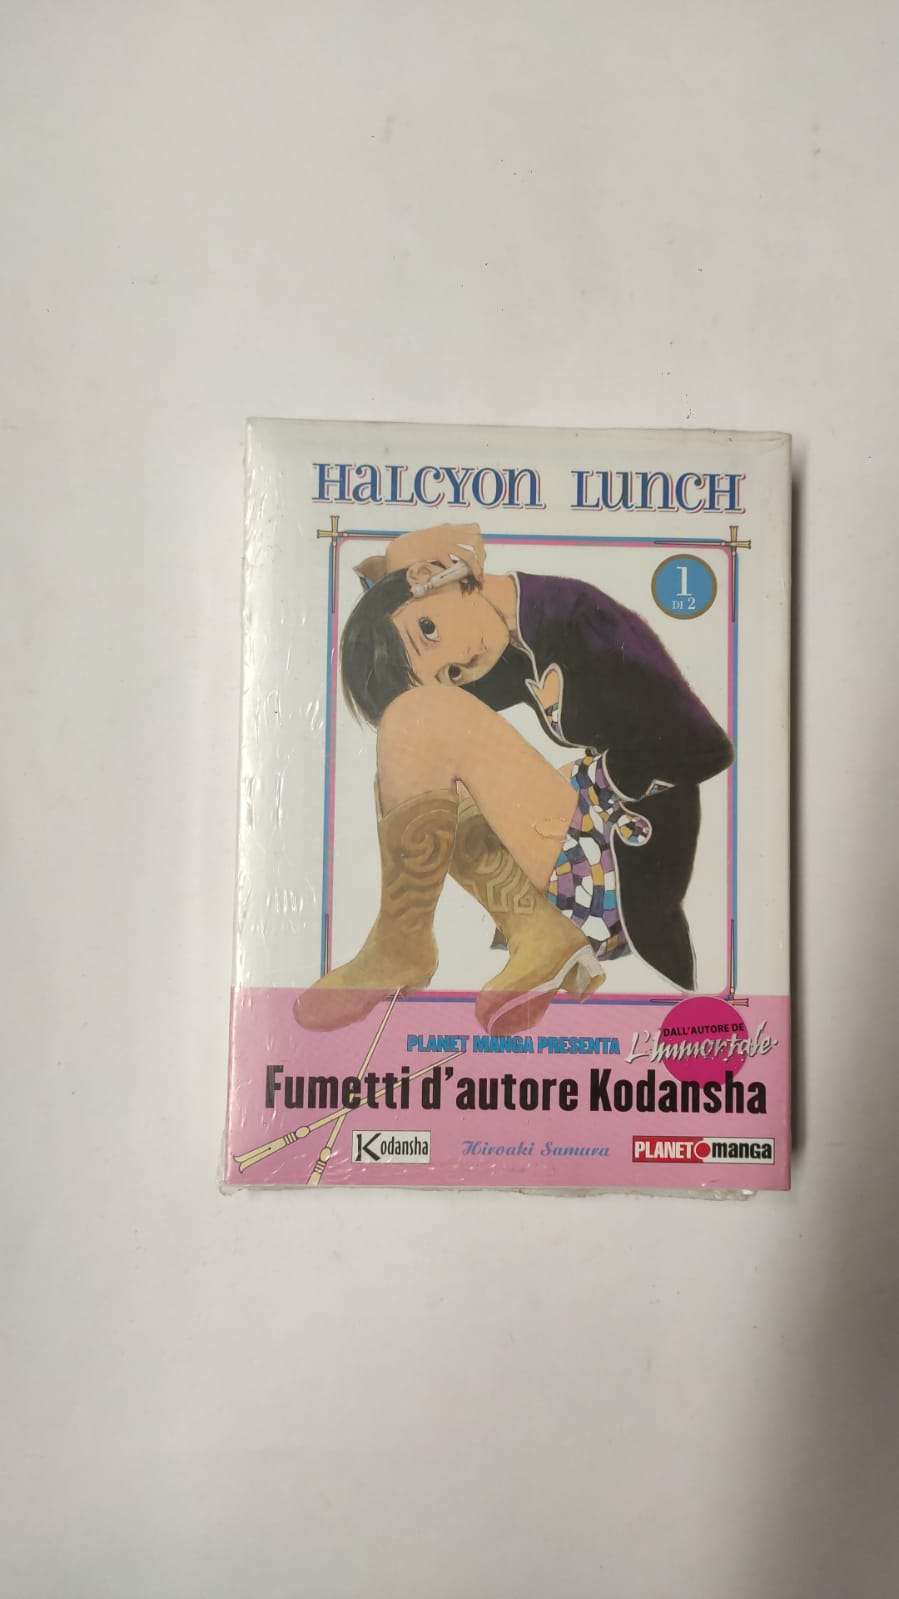 HALCYON LUNCH
1
DI 2
DALL'AUTORE DE
L'Immortale
PLANET MANGA PRESENTA
Fumetti d'autore Kodansha
Kodansha
Hiroaki Samura
PLANET manga